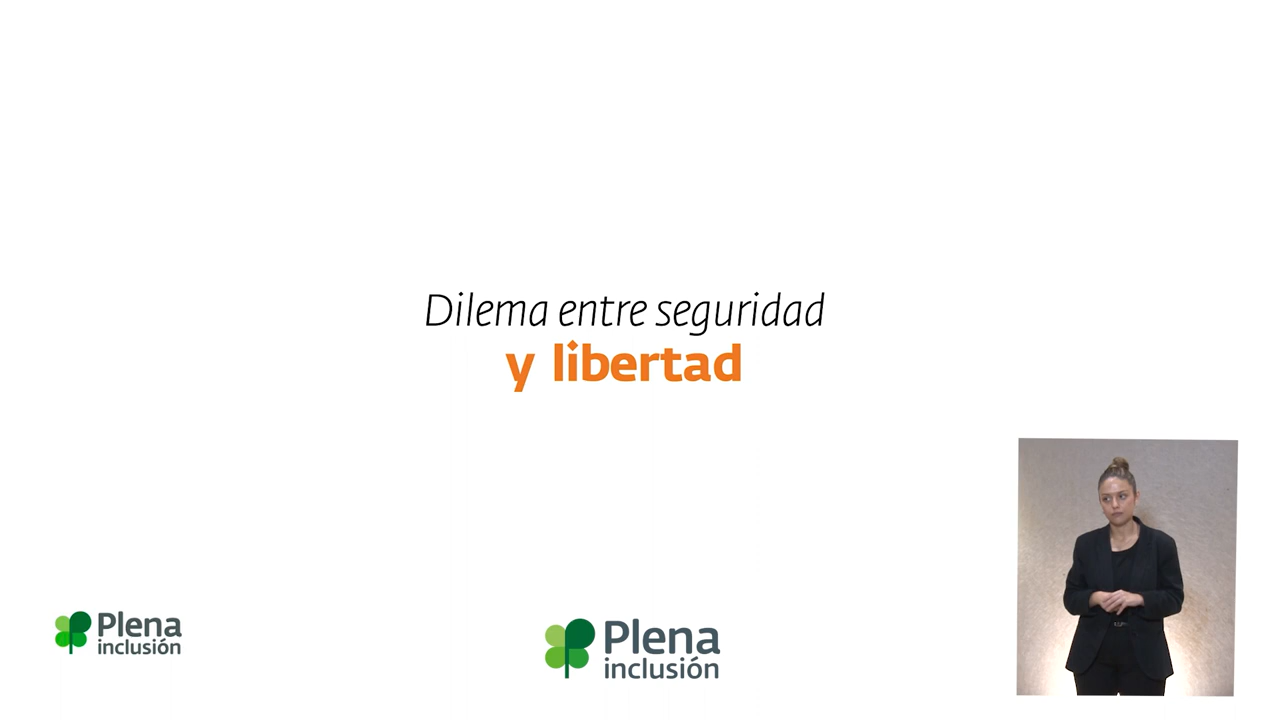 Dilema entre seguridad
y libertad
Plena
inclusión
Plena
inclusión